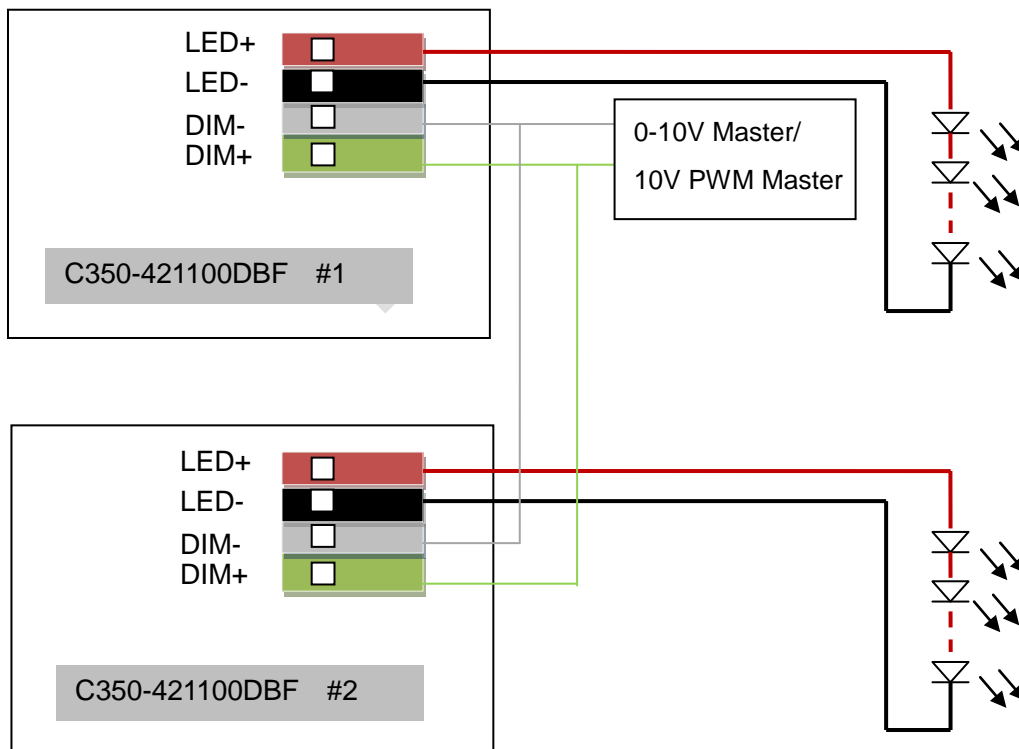 LED+
LED-
DIM-
DIM+
0-10V Master/
10V PWM Master
C350-421100DBF #1
LED+
LED-
DIM-
DIM+
C350-421100DBF #2